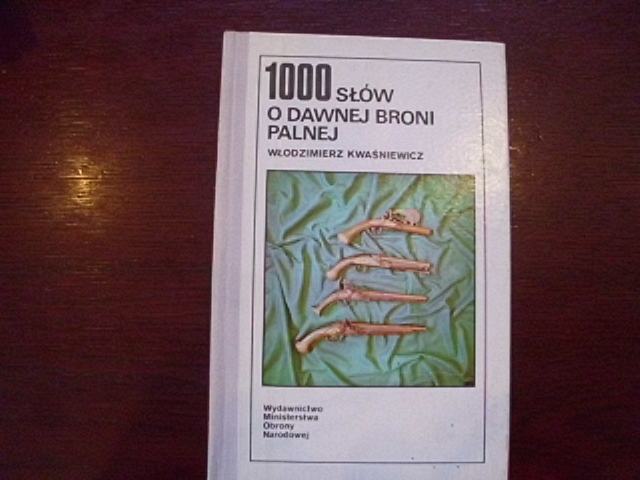 1000 SŁÓW
O DAWNEJ BRONI
PALNEJ
WŁODZIMIERZ KWAŚNIEWICZ
Wydawnictwo
Ministerstwa
Obrony
Narodowej